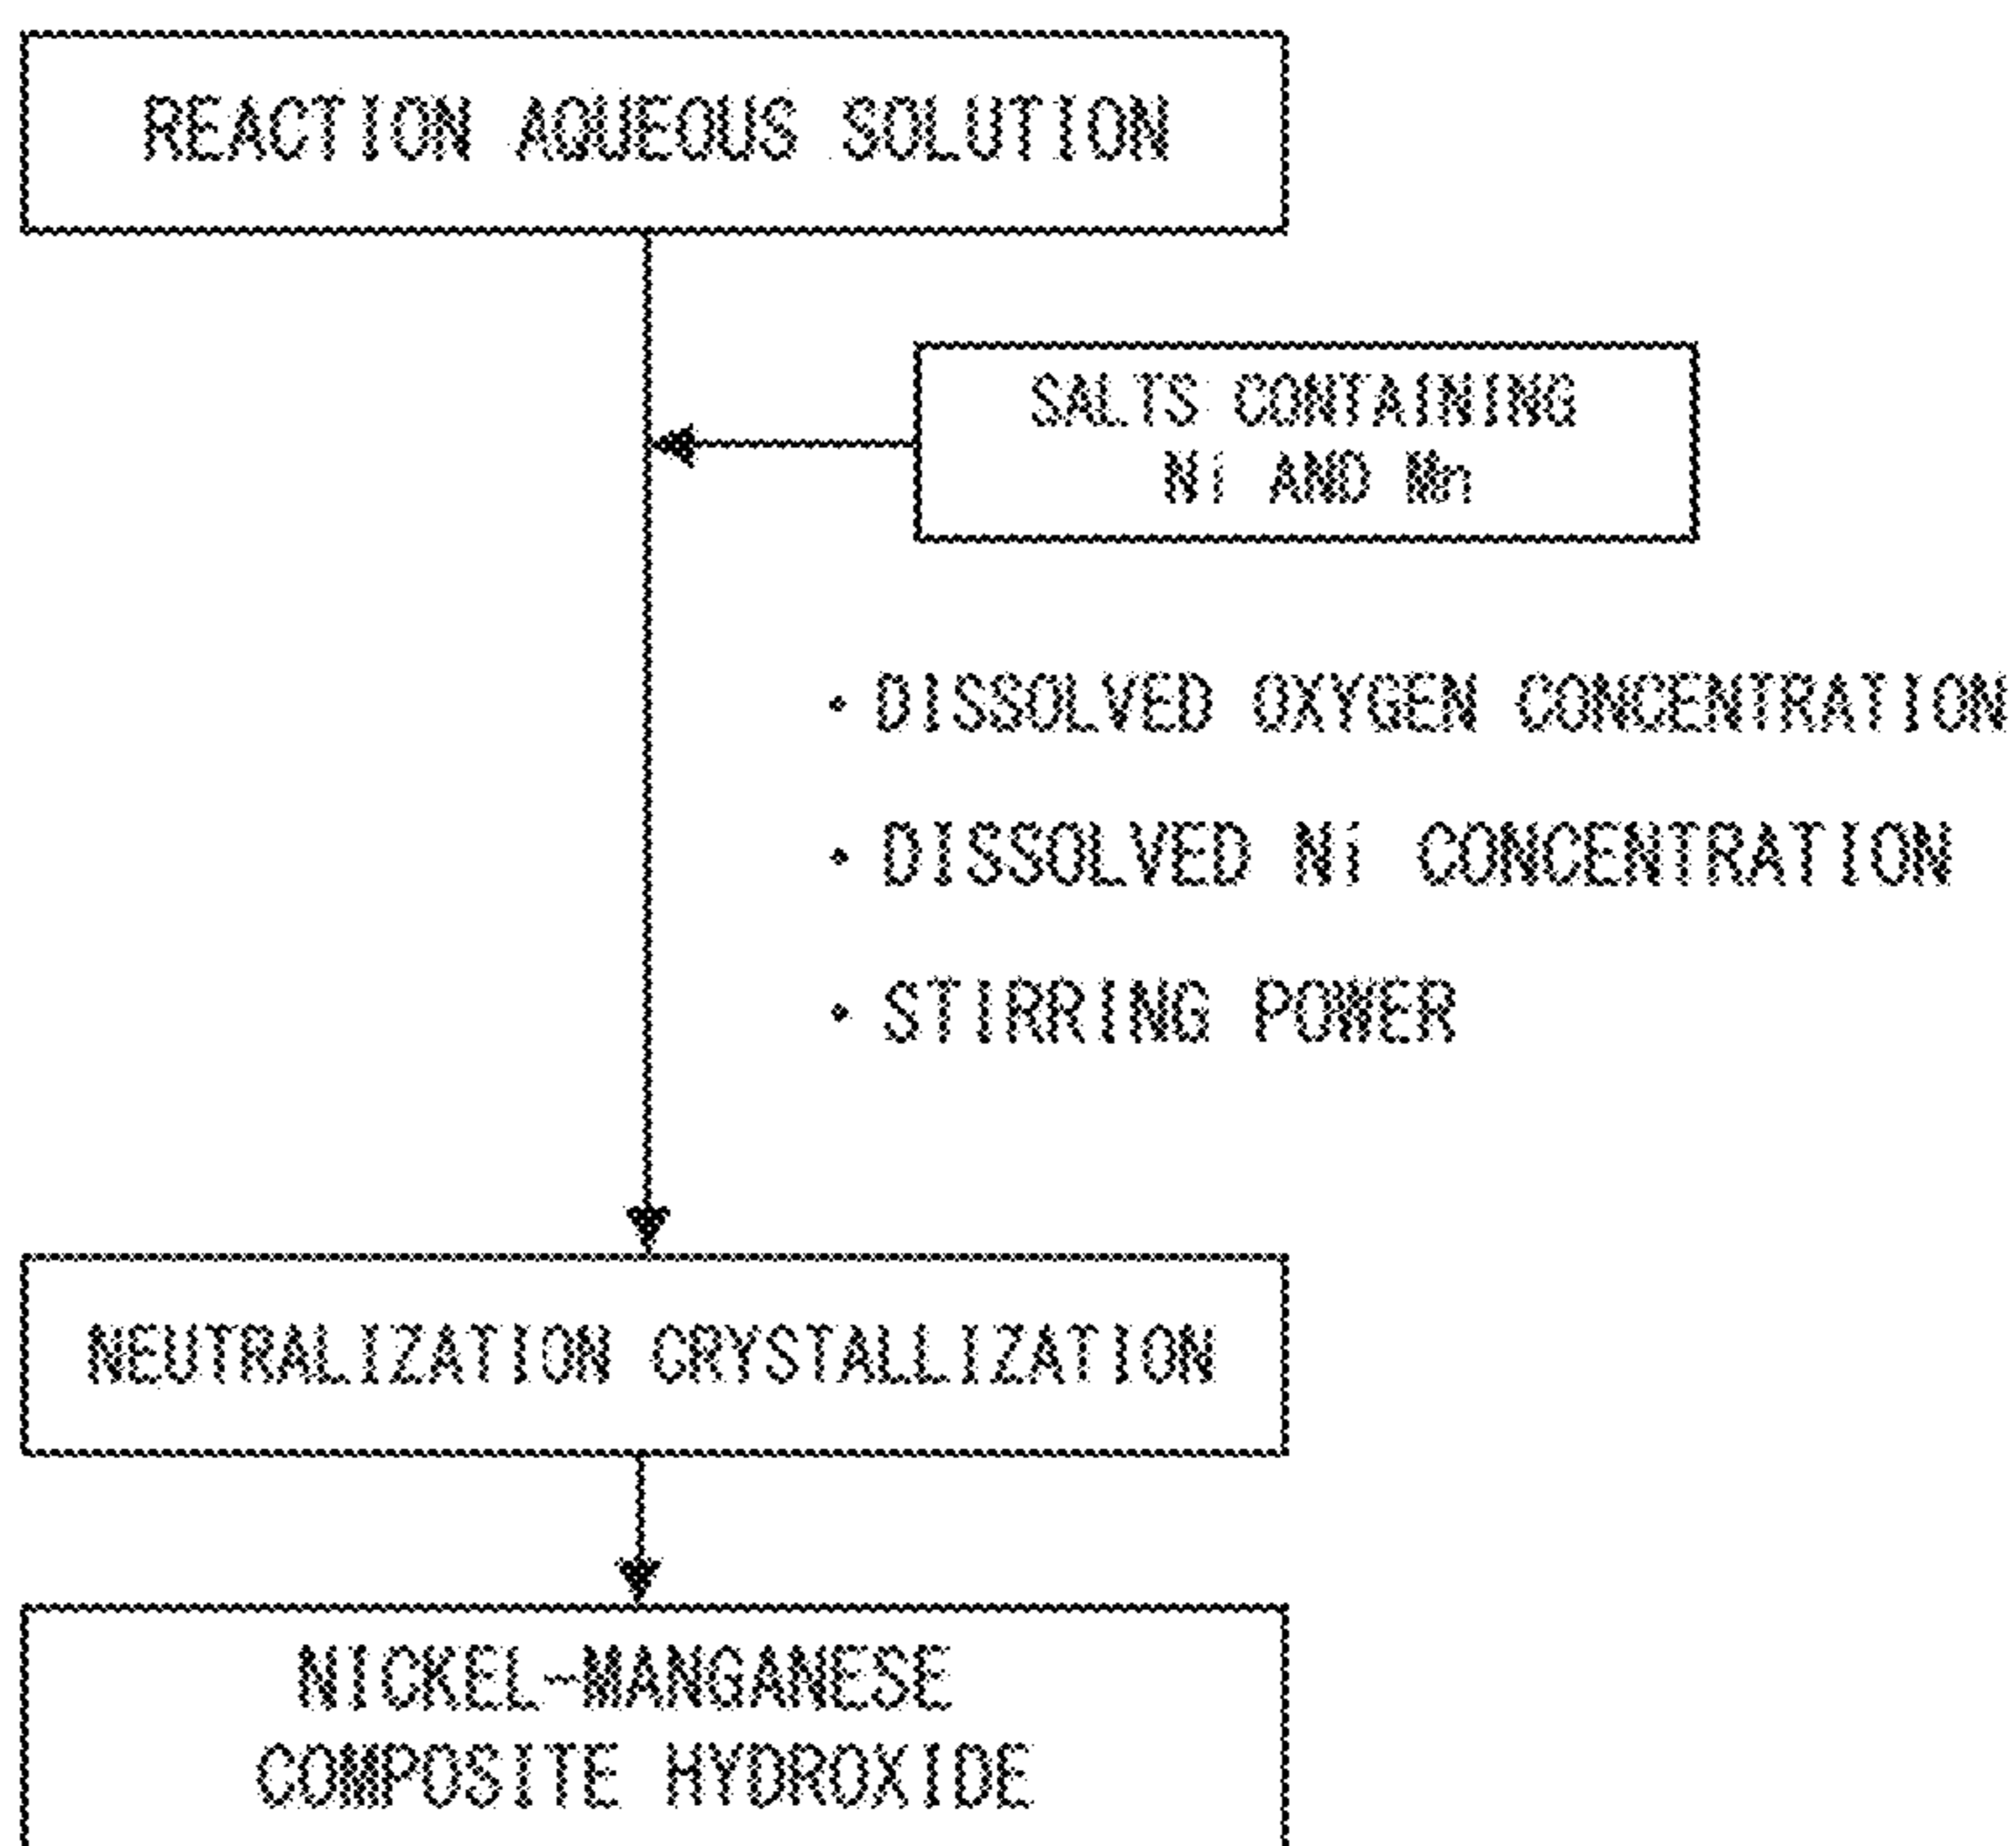 REACTION AQUEOUS SOLUTION
SALTS CONTAINING
Ni AND Mn
・DISSOLVED OXYGEN CONCENTRATION
・DISSOLVED Ni CONCENTRATION
・STIRRING POWER
NEUTRALIZATION CRYSTALLIZATION
NICKEL-MANGANESE
COMPOSITE HYDROXIDE